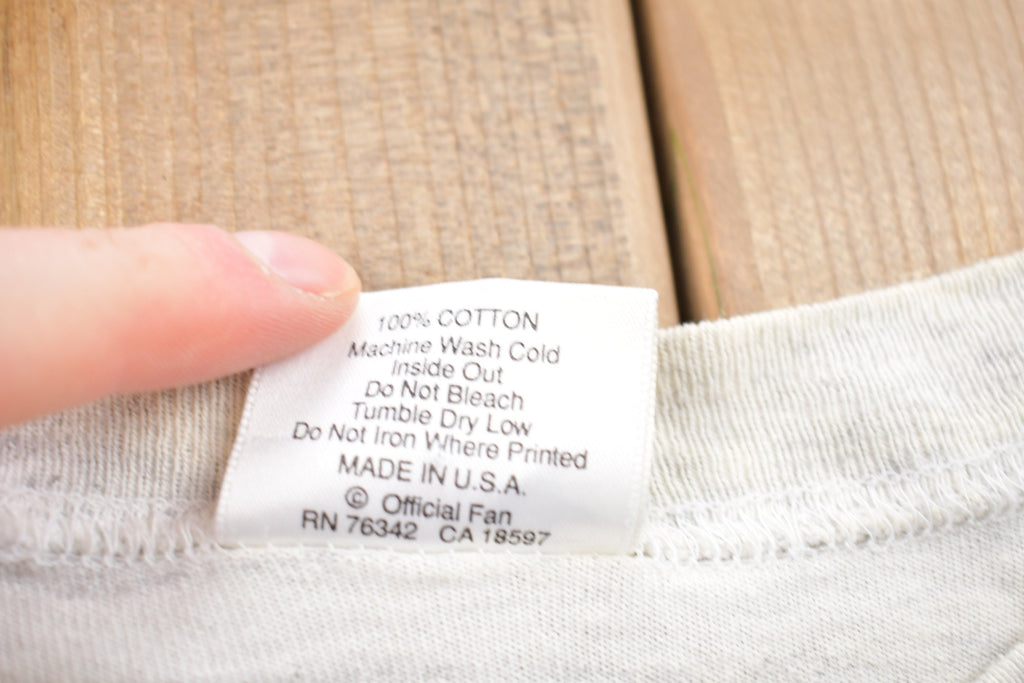 100% COTTON
Machine Wash Cold
Inside Out
Do Not Bleach
Tumble Dry Low
Do Not Iron Where Printed
MADE IN U.S.A.
© Official Fan
RN 76342 CA 18597